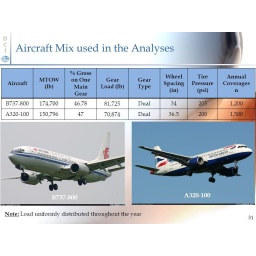 Aircraft Mix used in the Analyses
Aircraft MTOW (lb) % Gross on One Main Gear Gear Load (lb) Gear Type Wheel Spacing (in) Tire Pressure (psi) Annual Coverages n
B737-800 174,700 46.78 81,725 Dual 34 205 1,200
A320-100 150,796 47 70,874 Dual 36.5 200 1,500
B737-800
A320-100
Note: Load uniformly distributed throughout the year
31